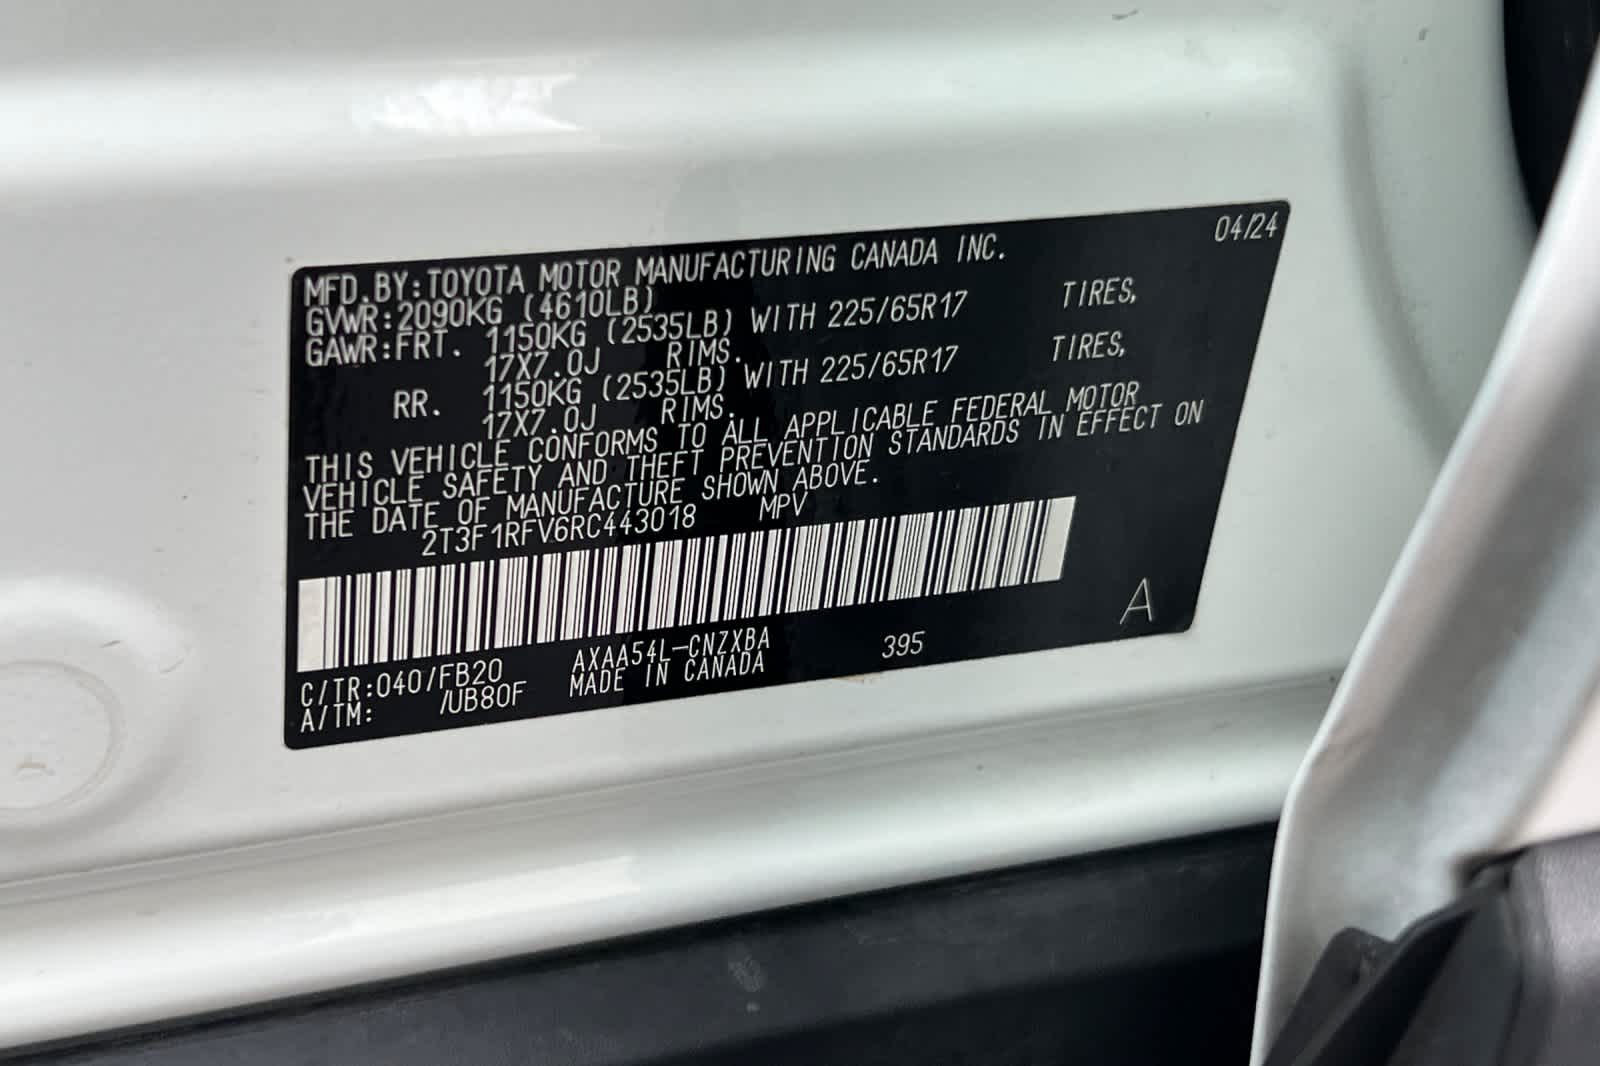 04/24
MFD.BY:TOYOTA MOTOR MANUFACTURING CANADA INC.
GVWR:2090KG (4610LB)
GAWR:FRT. 1150KG (2535LB) WITH 225/65R17 TIRES,
17X7.0J RIMS.
RR. 1150KG (2535LB) WITH 225/65R17 TIRES,
17X7.0J RIMS.
THIS VEHICLE CONFORMS TO ALL APPLICABLE FEDERAL MOTOR
VEHICLE SAFETY AND THEFT PREVENTION STANDARDS IN EFFECT ON
THE DATE OF MANUFACTURE SHOWN ABOVE.
2T3F1RFV6RC443018 MPV
A
C/TR:040/FB20 AXAA54L-CNZXBA 395
A/TM: /UB80F MADE IN CANADA